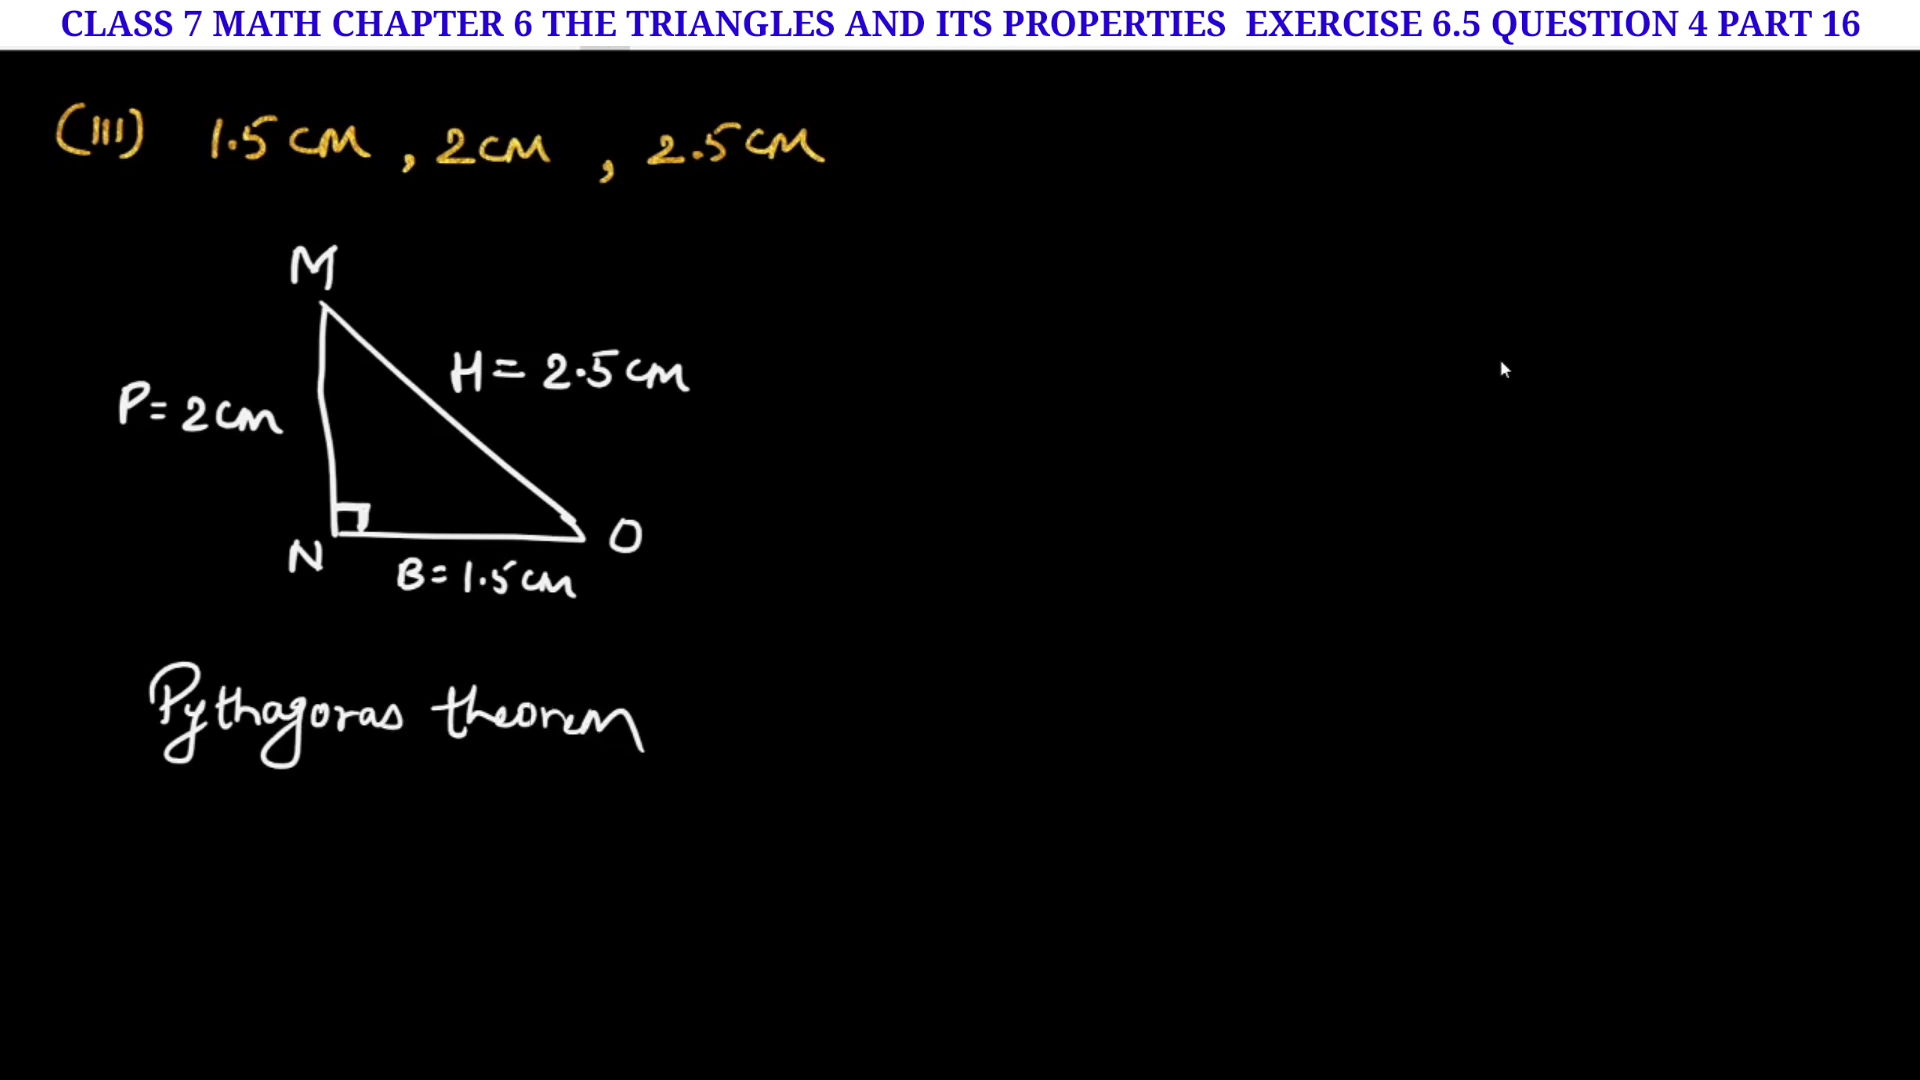 CLASS 7 MATH CHAPTER 6 THE TRIANGLES AND ITS PROPERTIES EXERCISE 6.5 QUESTION 4 PART 16
(III) 1.5 cm , 2 cm , 2.5 cm
M
H = 2.5 cm
P = 2 cm
N
O
B = 1.5 cm
Pythagoras theorem